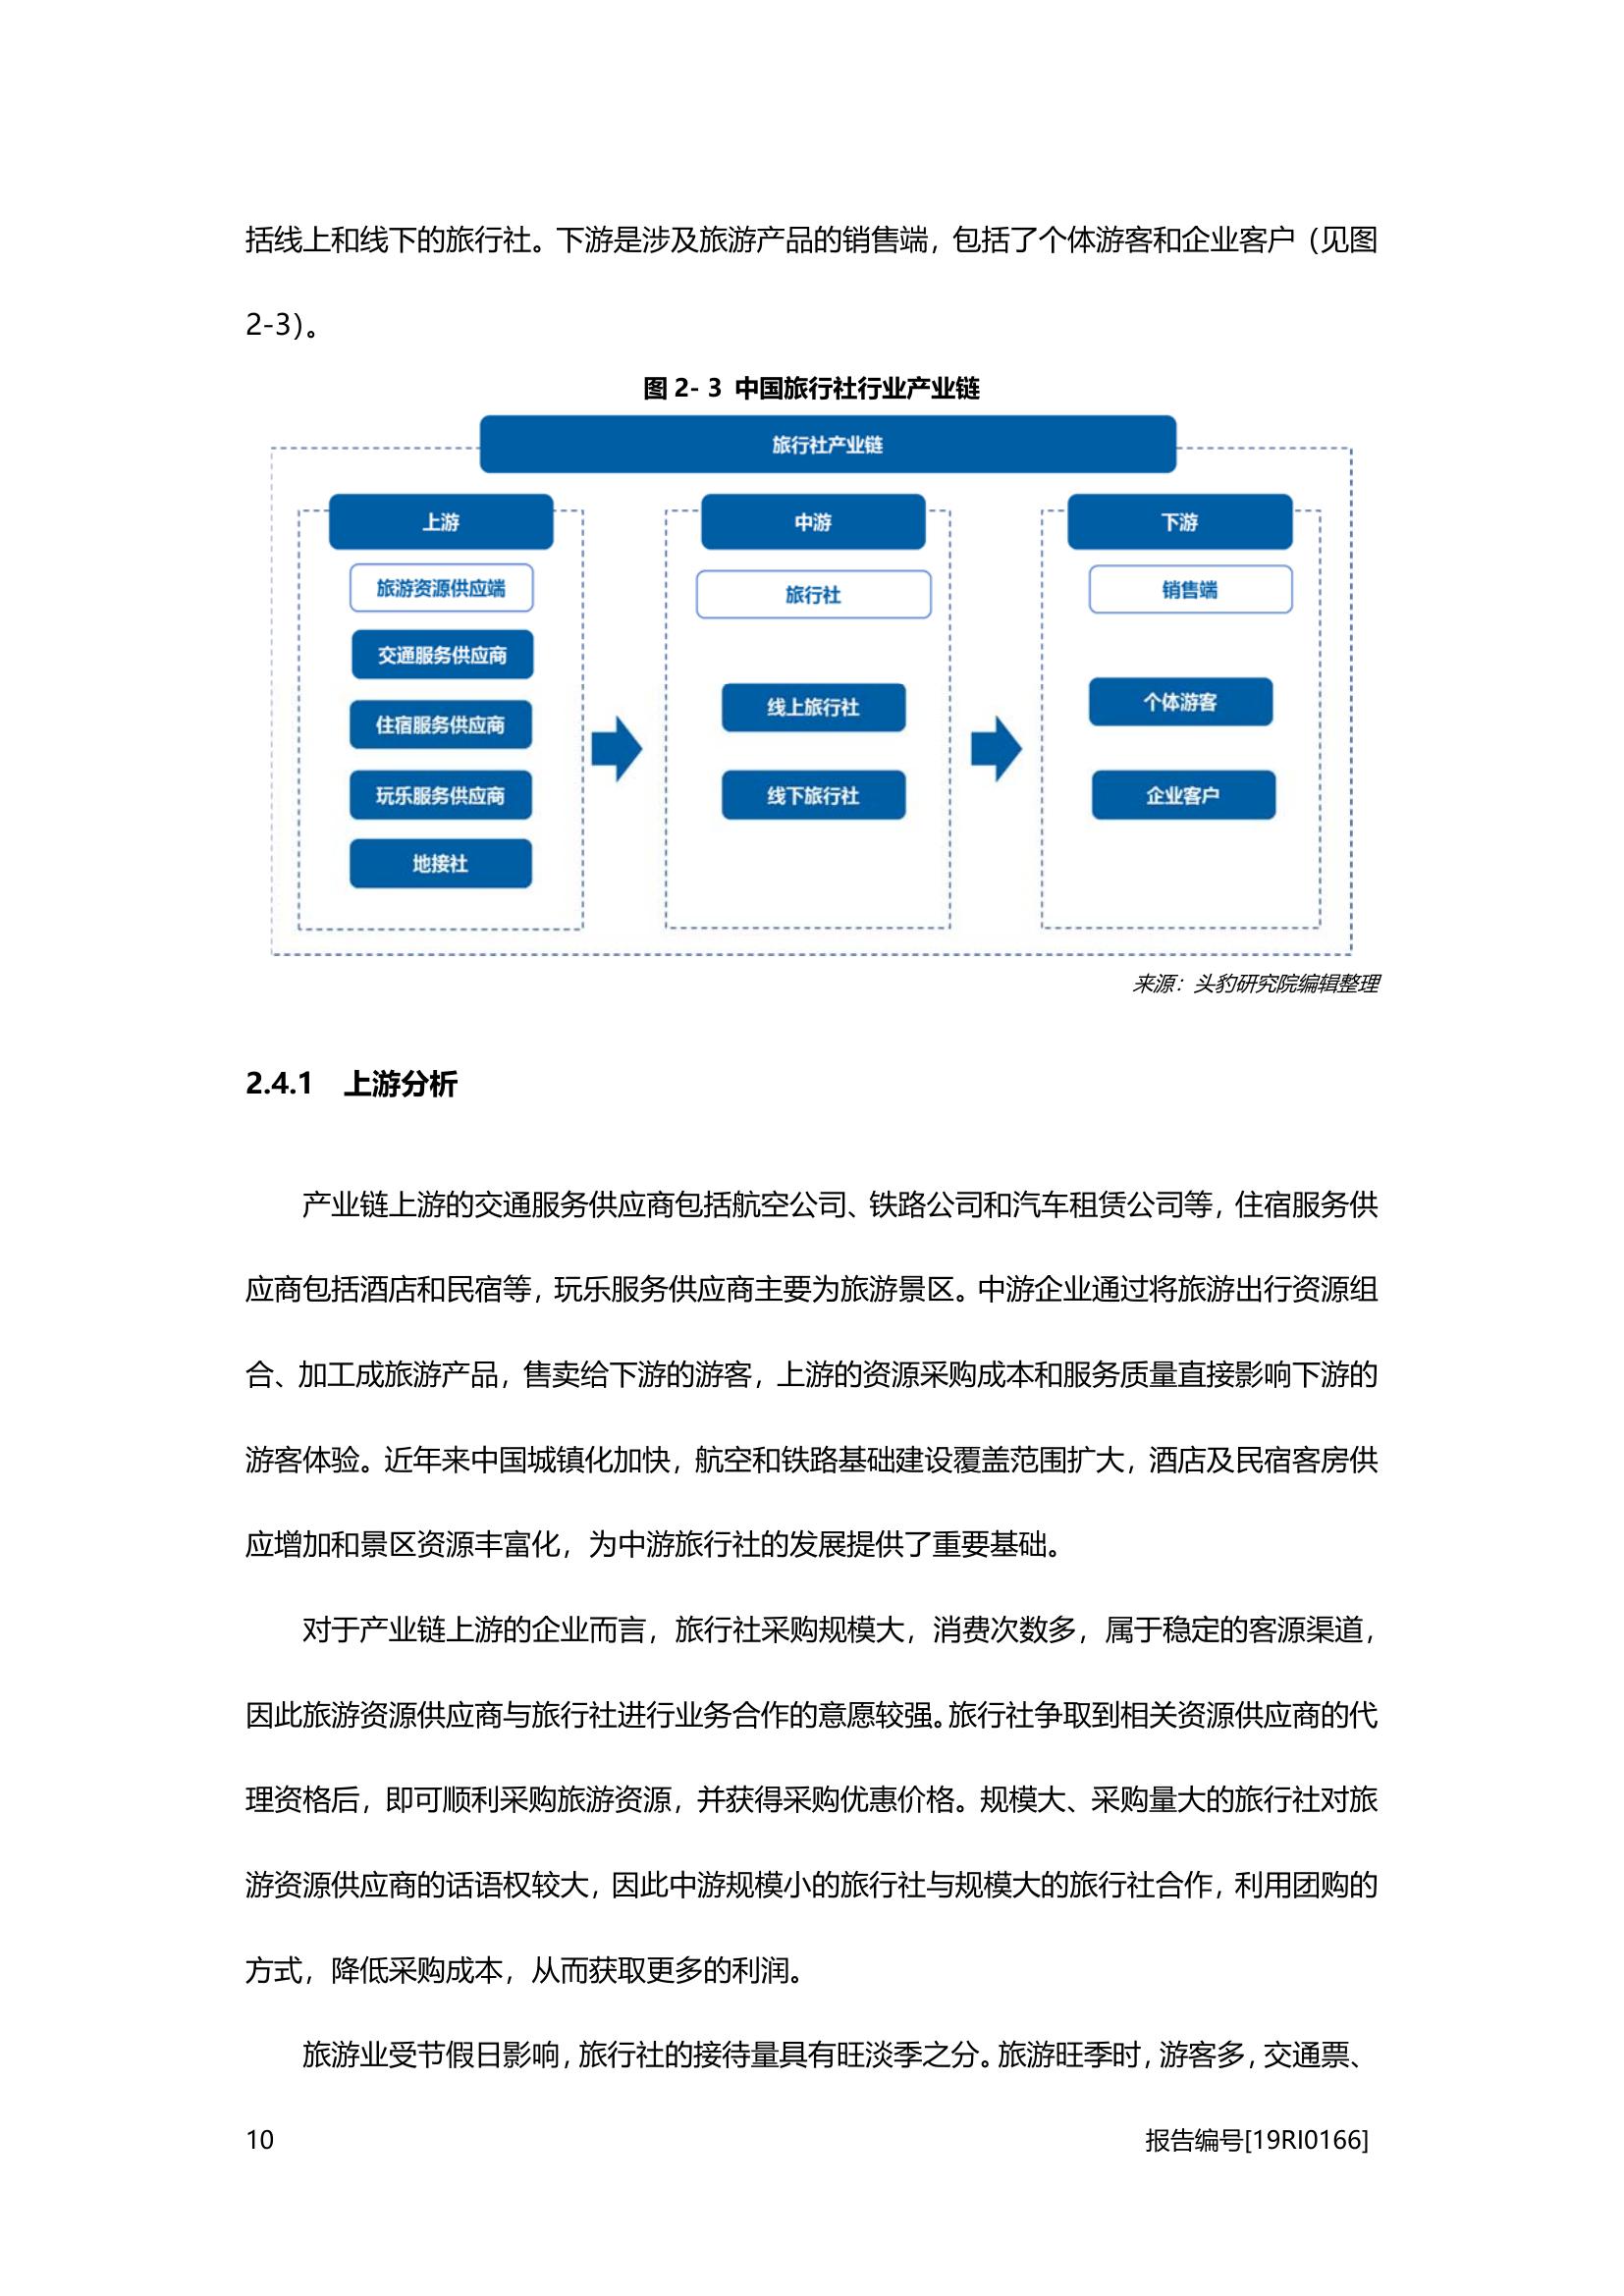 括线上和线下的旅行社。下游是涉及旅游产品的销售端，包括了个体游客和企业客户（见图
2-3）。
图 2- 3 中国旅行社行业产业链
旅行社产业链
上游
旅游资源供应端
交通服务供应商
住宿服务供应商
玩乐服务供应商
地接社
中游
旅行社
线上旅行社
线下旅行社
下游
销售端
个体游客
企业客户
来源：头豹研究院编辑整理
2.4.1 上游分析
产业链上游的交通服务供应商包括航空公司、铁路公司和汽车租赁公司等，住宿服务供
应商包括酒店和民宿等，玩乐服务供应商主要为旅游景区。中游企业通过将旅游出行资源组
合、加工成旅游产品，售卖给下游的游客，上游的资源采购成本和服务质量直接影响下游的
游客体验。近年来中国城镇化加快，航空和铁路基础建设覆盖范围扩大，酒店及民宿客房供
应增加和景区资源丰富化，为中游旅行社的发展提供了重要基础。
对于产业链上游的企业而言，旅行社采购规模大，消费次数多，属于稳定的客源渠道，
因此旅游资源供应商与旅行社进行业务合作的意愿较强。旅行社争取到相关资源供应商的代
理资格后，即可顺利采购旅游资源，并获得采购优惠价格。规模大、采购量大的旅行社对旅
游资源供应商的话语权较大，因此中游规模小的旅行社与规模大的旅行社合作，利用团购的
方式，降低采购成本，从而获取更多的利润。
旅游业受节假日影响，旅行社的接待量具有旺淡季之分。旅游旺季时，游客多，交通票、
10
报告编号[19RI0166]